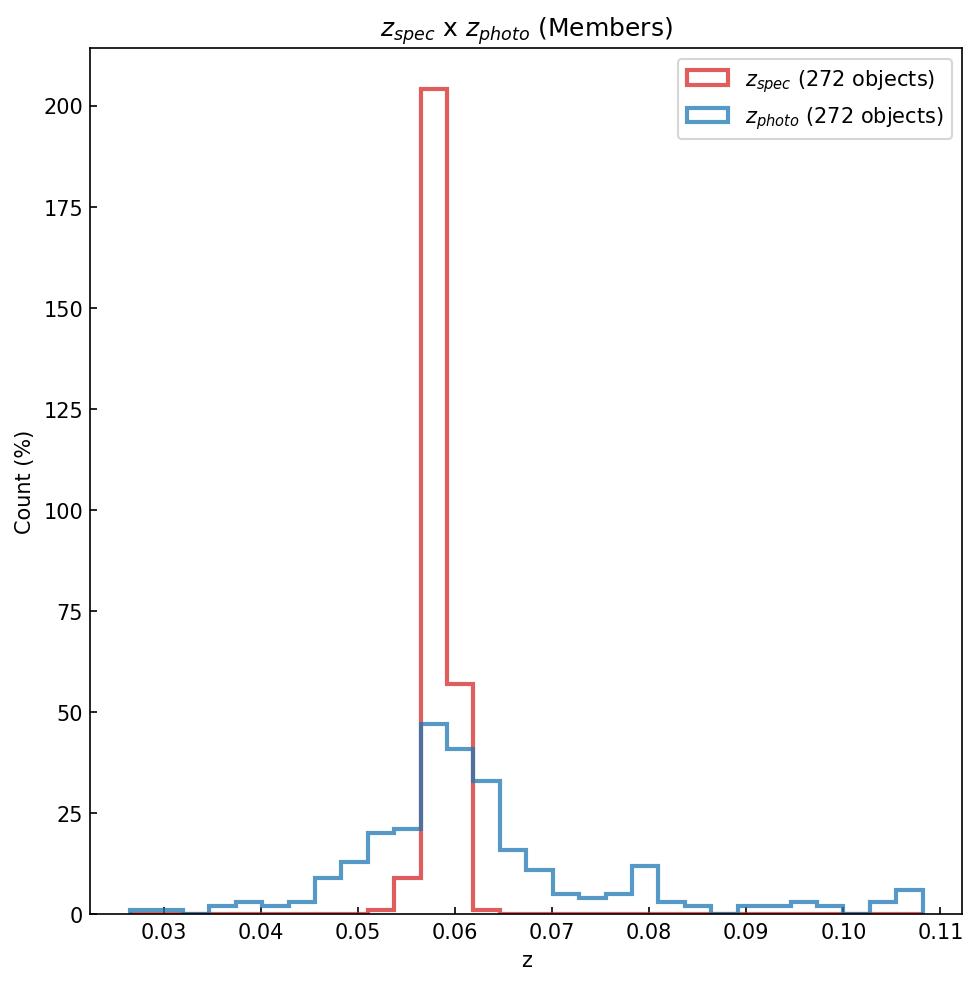 z_spec x z_photo (Members)
z_spec (272 objects)
z_photo (272 objects)
Count (%)
200
175
150
125
100
75
50
25
0
0.03 0.04 0.05 0.06 0.07 0.08 0.09 0.10 0.11
z